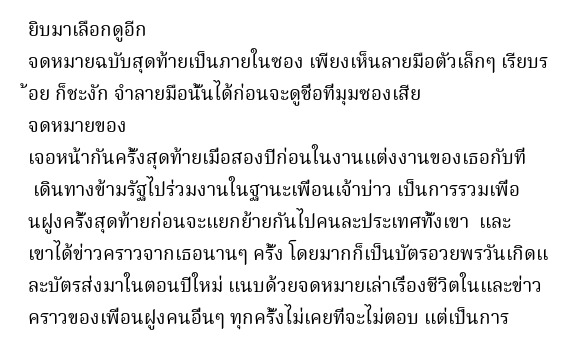 ยิบมาเลือกดูอีก
จดหมายฉบับสุดท้ายเป็นภายในซอง เพียงเห็นลายมือตัวเล็กๆ เรียบร
้อย ก็ชะงัก จำลายมือนั้นได้ก่อนจะดูชื่อที่มุมซองเสีย
จดหมายของ
เจอหน้ากันครั้งสุดท้ายเมื่อสองปีก่อนในงานแต่งงานของเธอกับที่
เดินทางข้ามรัฐไปร่วมงานในฐานะเพื่อนเจ้าบ่าว เป็นการรวมเพื่อ
นฝูงครั้งสุดท้ายก่อนจะแยกย้ายกันไปคนละประเทศทั้งเขา และ
เขาได้ข่าวคราวจากเธอนานๆ ครั้ง โดยมากก็เป็นบัตรอวยพรวันเกิดแ
ละบัตรส่งมาในตอนปีใหม่ แนบด้วยจดหมายเล่าเรื่องชีวิตในและข่าว
คราวของเพื่อนฝูงคนอื่นๆ ทุกครั้งไม่เคยที่จะไม่ตอบ แต่เป็นการ